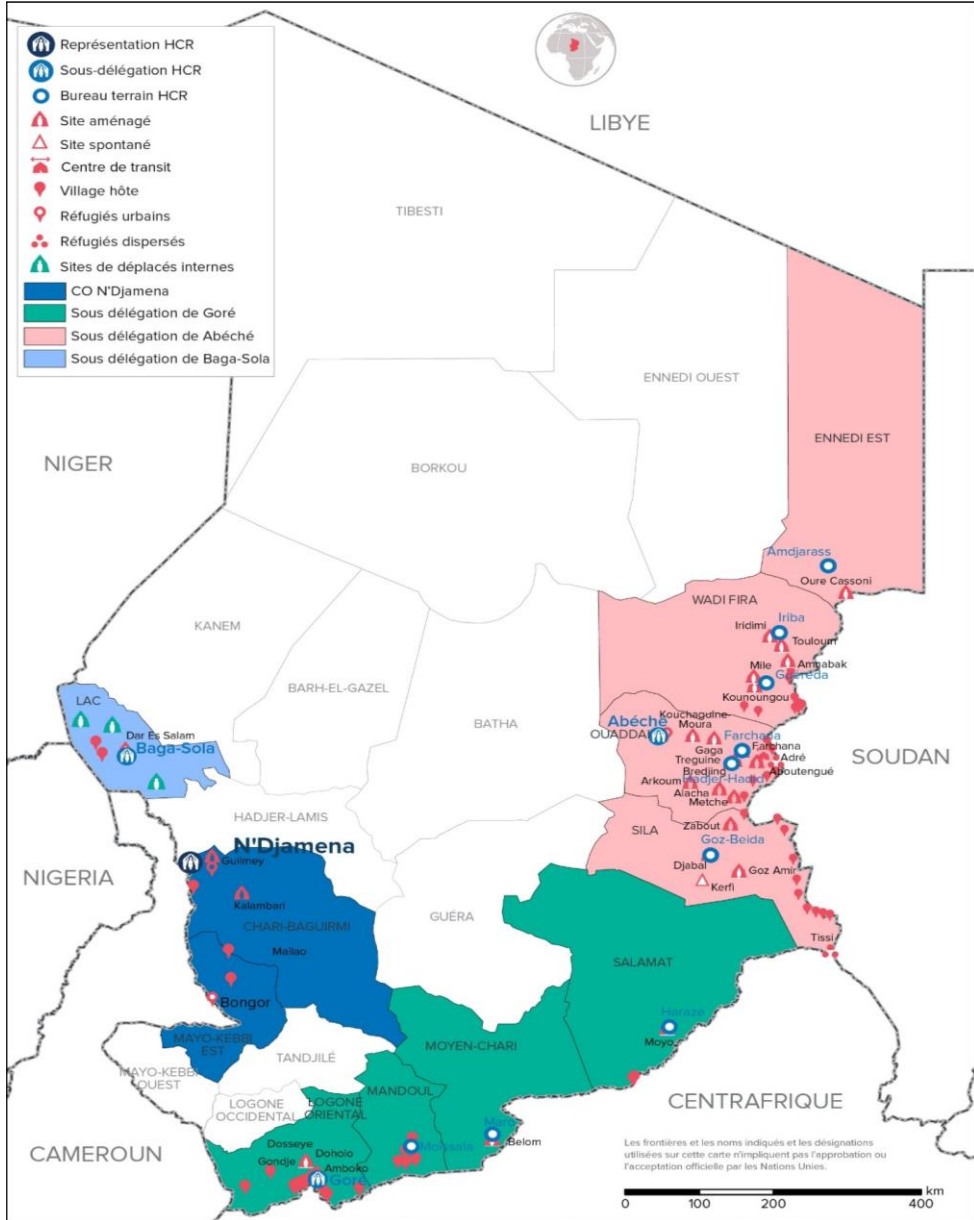 Représentation HCR
Sous-délégation HCR
Bureau terrain HCR
Site aménagé
Site spontané
Centre de transit
Village hôte
Réfugiés urbains
Réfugiés dispersés
Sites de déplacés internes
CO N'Djamena
Sous délégation de Goré
Sous délégation de Abéché
Sous délégation de Baga-Sola
LIBYE
TIBESTI
ENNEDI OUEST
ENNEDI EST
NIGER
BORKOU
Amdjarass
Oure Cassoni
WADI FIRA
KANEM
Iridimi
Iriba
Touloum
BARH-EL-GAZEL
Mile
Amnabak
Guéréda
Kounoungou
LAC
BATHA
Dar Es Salam
Baga-Sola
Abéché
OUADDAI
Kouchaguine-
Moura
Gaga
Farchana
Farchana
Treguine
Adré
SOUDAN
Bredjing
Hadjer-Hadid
Aboutengué
Arkoum
Alacha
Metche
HADJER-LAMIS
SILA
Zabout
N'Djamena
Guilmey
Goz-Beida
Djabal
Goz Amir
Kerfi
NIGERIA
Kalambari
CHARI-BAGUIRMI
GUÉRA
Mailao
Tissi
SALAMAT
Bongor
Haraze
Moyo
MAYO-KEBBI
EST
MOYEN-CHARI
TANDJILÉ
MAYO-KEBBI
OUEST
MANDOUL
LOGONE
OCCIDENTAL
LOGONE
ORIENTAL
CENTRAFRIQUE
CAMEROUN
Maro
Belom
Moissala
Dosseye
Doholo
Gondje
Amboko
Goré
Les frontières et les noms indiqués et les désignations
utilisées sur cette carte n'impliquent pas l'approbation ou
l'acceptation officielle par les Nations Unies.
km
0 100 200 400